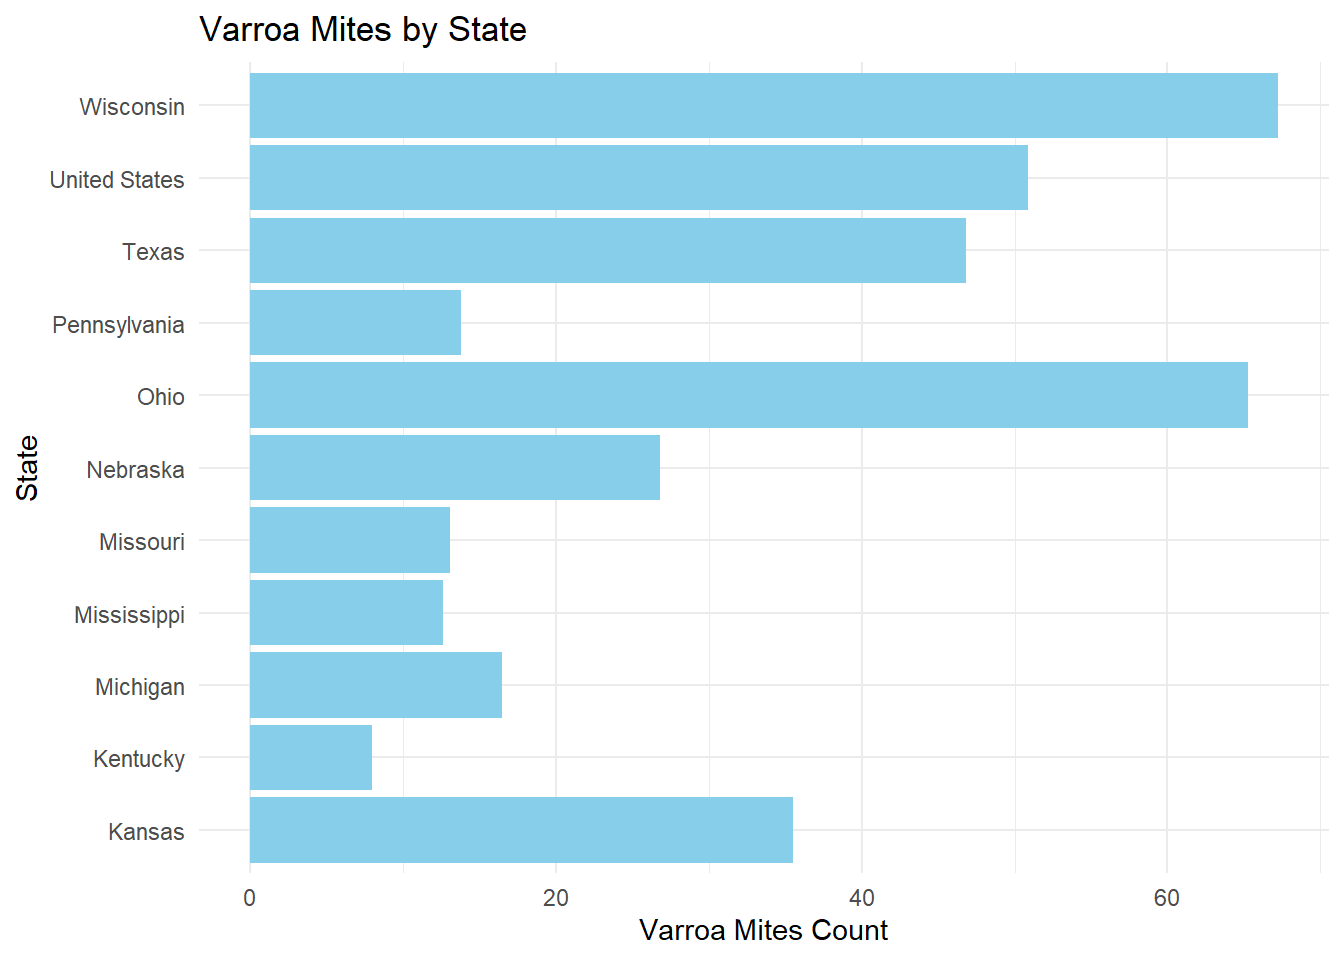 Varroa Mites by State
Wisconsin
United States
Texas
Pennsylvania
Ohio
Nebraska
Missouri
Mississippi
Michigan
Kentucky
Kansas
State
0 20 40 60
Varroa Mites Count